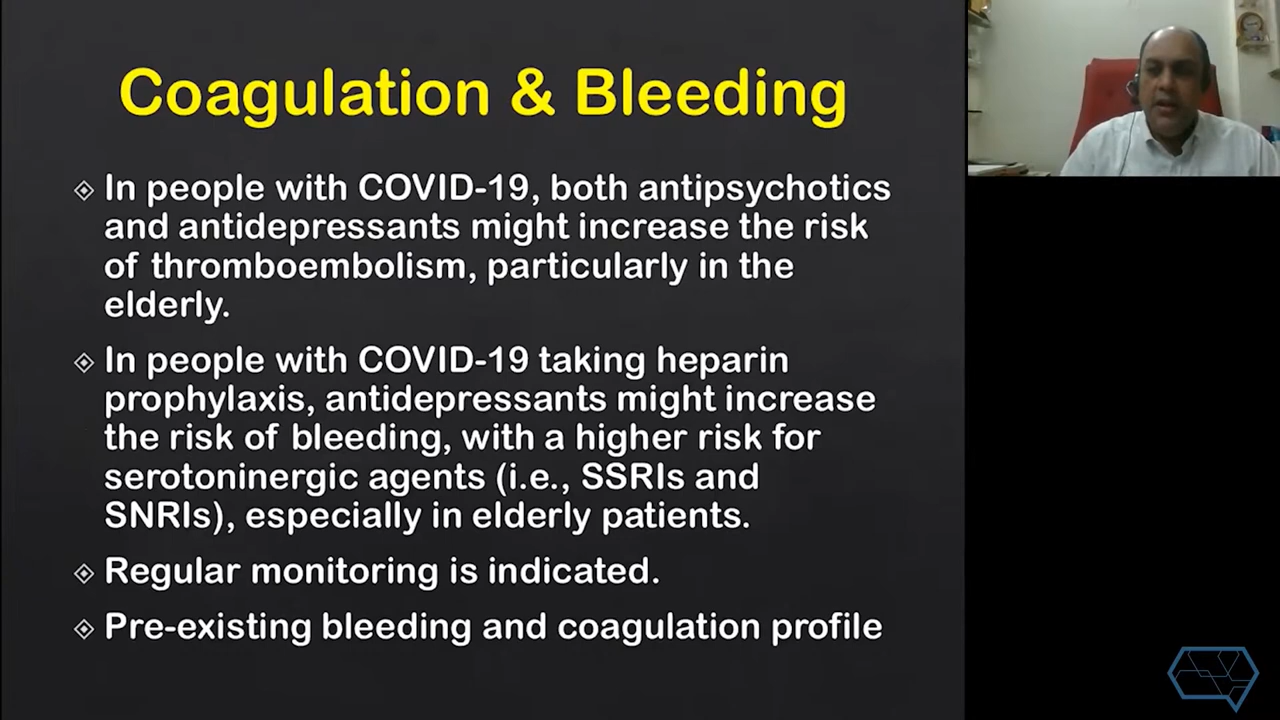 Coagulation & Bleeding
In people with COVID-19, both antipsychotics
and antidepressants might increase the risk
of thromboembolism, particularly in the
elderly.
In people with COVID-19 taking heparin
prophylaxis, antidepressants might increase
the risk of bleeding, with a higher risk for
serotoninergic agents (i.e., SSRIs and
SNRIs), especially in elderly patients.
Regular monitoring is indicated.
Pre-existing bleeding and coagulation profile